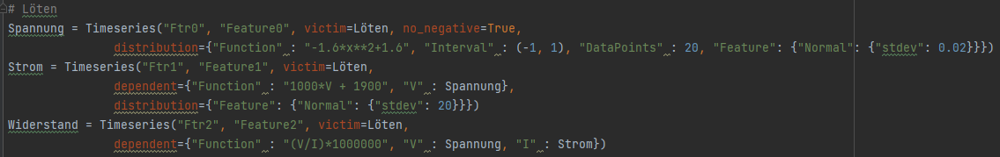 # Löten
Spannung = Timeseries("Ftr0", "Feature0", victim=Löten, no_negative=True,
distribution={"Function" : "-1.6*x**2+1.6", "Interval" : (-1, 1), "DataPoints" : 20, "Feature": {"Normal": {"stdev": 0.02}}})
Strom = Timeseries("Ftr1", "Feature1", victim=Löten,
dependent={"Function" : "1000*V + 1900", "V": Spannung},
distribution={"Feature": {"Normal": {"stdev": 20}}})
Widerstand = Timeseries("Ftr2", "Feature2", victim=Löten,
dependent={"Function" : "(V/I)*1000000", "V" : Spannung, "I" : Strom})